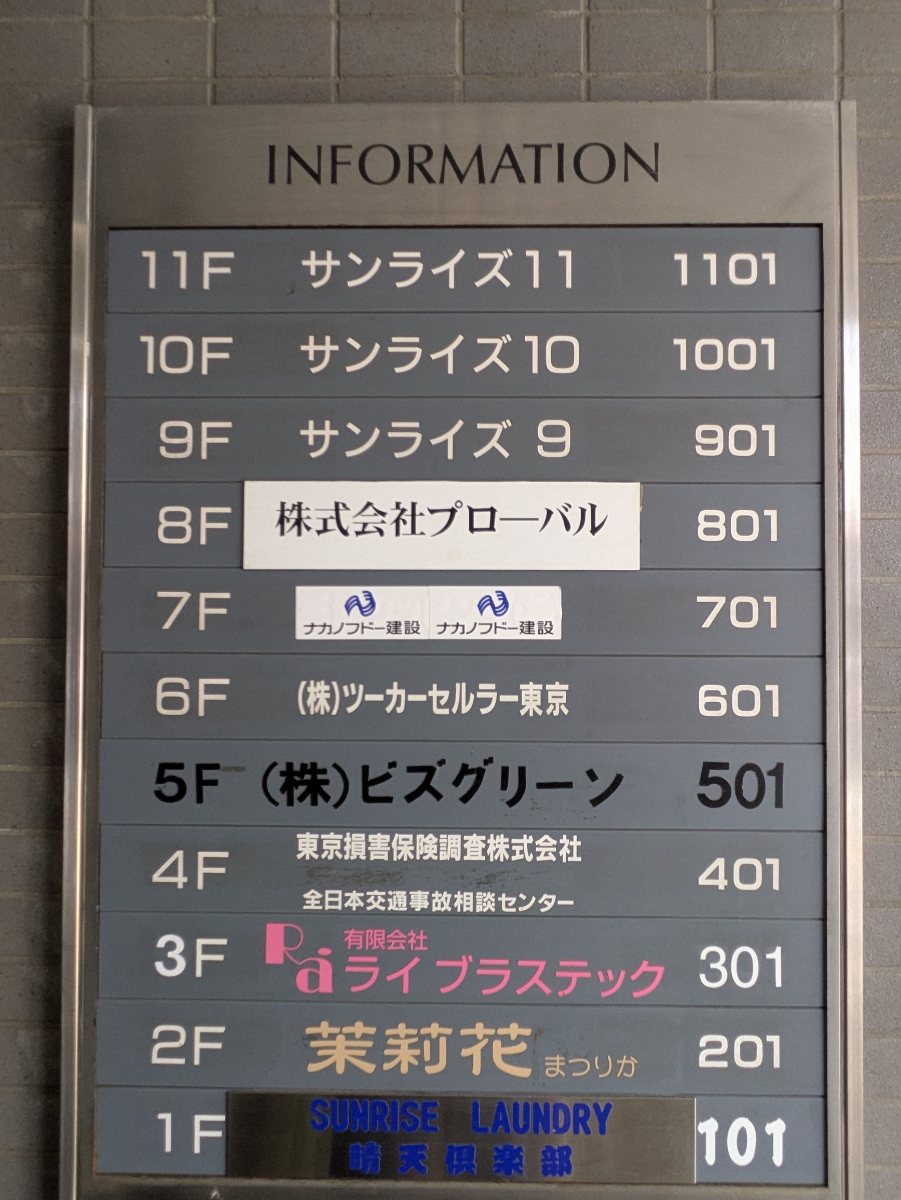 INFORMATION
11F サンライズ11 1101
10F サンライズ10 1001
9F サンライズ 9 901
8F 株式会社プローバル 801
7F ナカノフドー建設 ナカノフドー建設 701
6F (株)ツーカーセルラー東京 601
5F (株)ビズグリーン 501
4F 東京損害保険調査株式会社 401
全日本交通事故相談センター
3F Ra 有限会社 301
ライ プラステック
2F 茉莉花 まつりか 201
1F SUNRISE LAUNDRY 101
晴天倶楽部